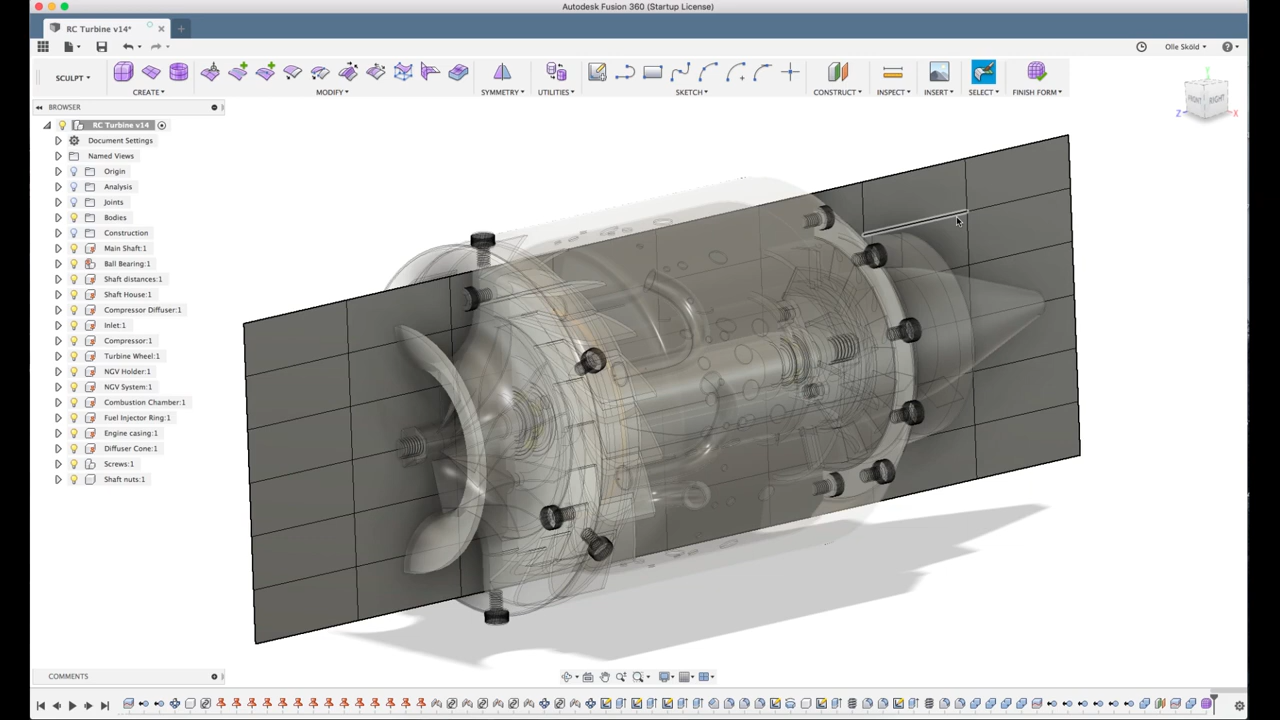 Autodesk Fusion 360 (Startup License)
RC Turbine v14*
Olle Sköld
SCULPT
CREATE
MODIFY
SYMMETRY
UTILITIES
SKETCH
CONSTRUCT
INSPECT
INSERT
SELECT
FINISH FORM
BROWSER
RC Turbine v14
Document Settings
Named Views
Origin
Analysis
Joints
Bodies
Construction
Main Shaft:1
Ball Bearing:1
Shaft distances:1
Shaft House:1
Compressor Diffuser:1
Inlet:1
Compressor:1
Turbine Wheel:1
NGV Holder:1
NGV System:1
Combustion Chamber:1
Fuel Injector Ring:1
Engine casing:1
Diffuser Cone:1
Screws:1
Shaft nuts:1
Y
FRONT
RIGHT
Z
X
COMMENTS